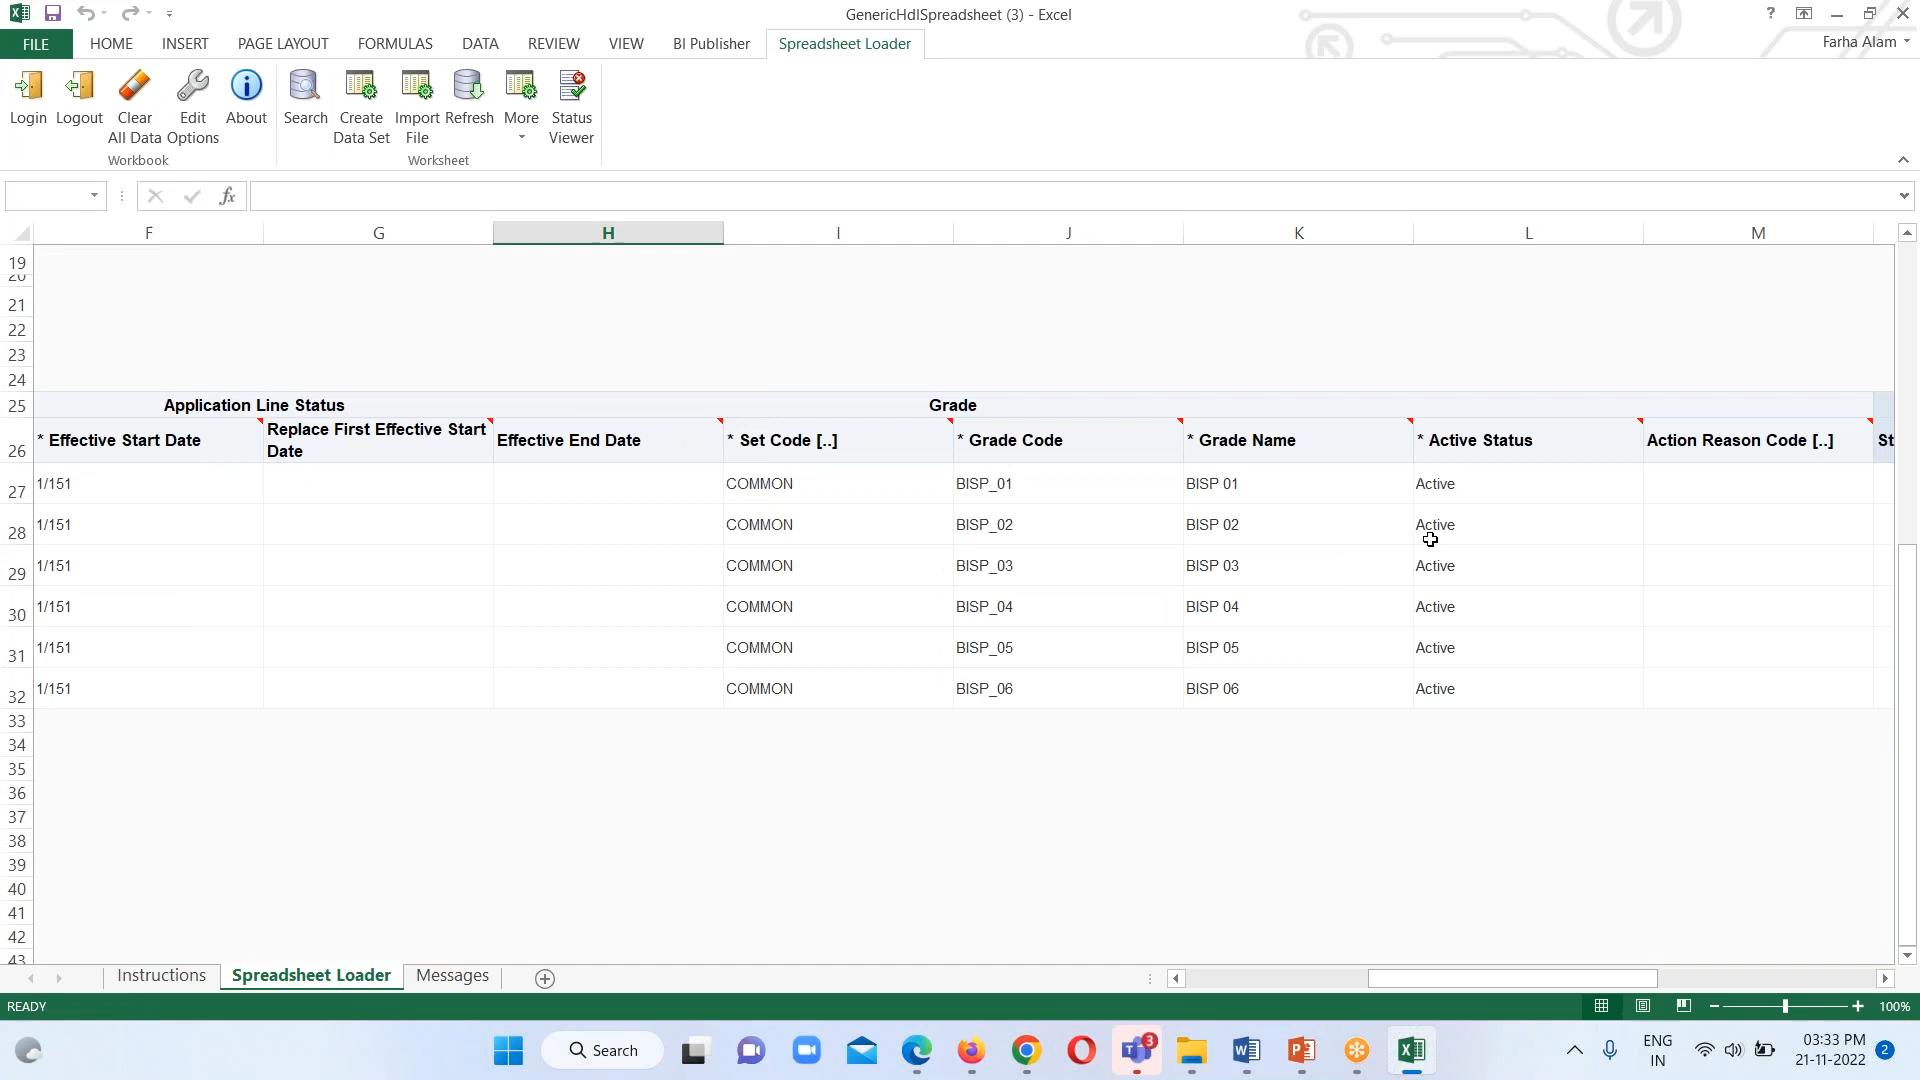 GenericHdlSpreadsheet (3) - Excel
?
FILE HOME INSERT PAGE LAYOUT FORMULAS DATA REVIEW VIEW BI Publisher Spreadsheet Loader Farha Alam
Login Logout Clear All Data Edit Options About Search Create Data Set Import File Refresh More Status Viewer
Workbook Worksheet
fx
F G H I J K L M
19
20
21
22
23
24
25 Application Line Status Grade
26 * Effective Start Date Replace First Effective Start Date Effective End Date * Set Code [..] * Grade Code * Grade Name * Active Status Action Reason Code [..] St
27 1/151 COMMON BISP_01 BISP 01 Active
28 1/151 COMMON BISP_02 BISP 02 Active
29 1/151 COMMON BISP_03 BISP 03 Active
30 1/151 COMMON BISP_04 BISP 04 Active
31 1/151 COMMON BISP_05 BISP 05 Active
32 1/151 COMMON BISP_06 BISP 06 Active
33
34
35
36
37
38
39
40
41
42
43
Instructions Spreadsheet Loader Messages
READY 100%
Search 3 ENG IN 03:33 PM 21-11-2022 2